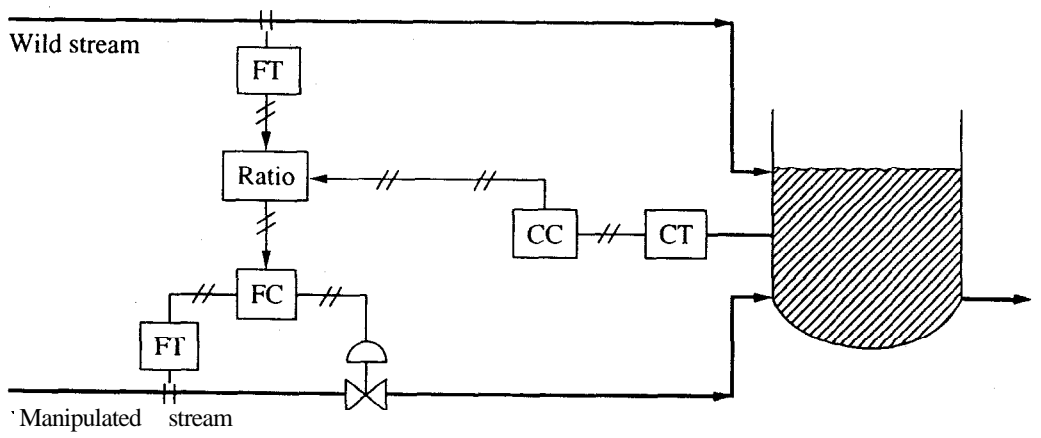 Wild stream
FT
Ratio
CC
CT
FC
FT
Manipulated stream